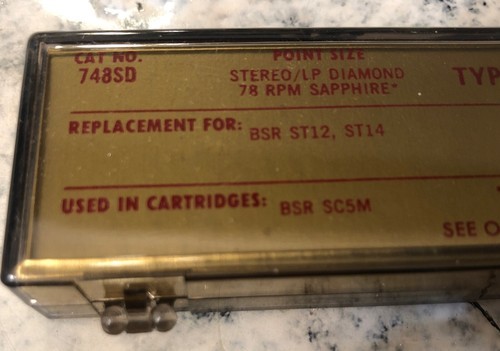 CAT NO.
748SD
POINT SIZE
STEREO/LP DIAMOND
78 RPM SAPPHIRE*
TYP
REPLACEMENT FOR: BSR ST12, ST14
USED IN CARTRIDGES: BSR SC5M
SEE O